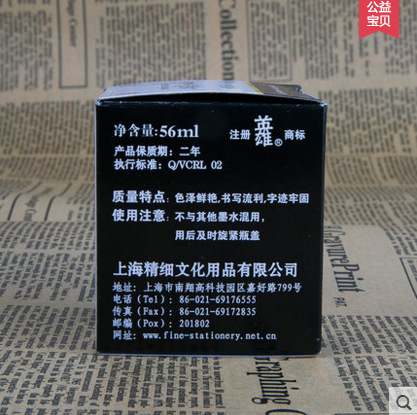 公益
宝贝
净含量:56ml
注册 英雄® 商标
产品保质期: 二年
执行标准: Q/VCRL 02
质量特点: 色泽鲜艳,书写流利,字迹牢固
使用注意: 不与其他墨水混用,
用后及时旋紧瓶盖
上海精细文化用品有限公司
地址: 上海市南翔高科技园区嘉好路799号
电话(Tel): 86-021-69176555
传真(Fax): 86-021-69172835
邮编(Pox): 201802
网址: www.fine-stationery.net.cn